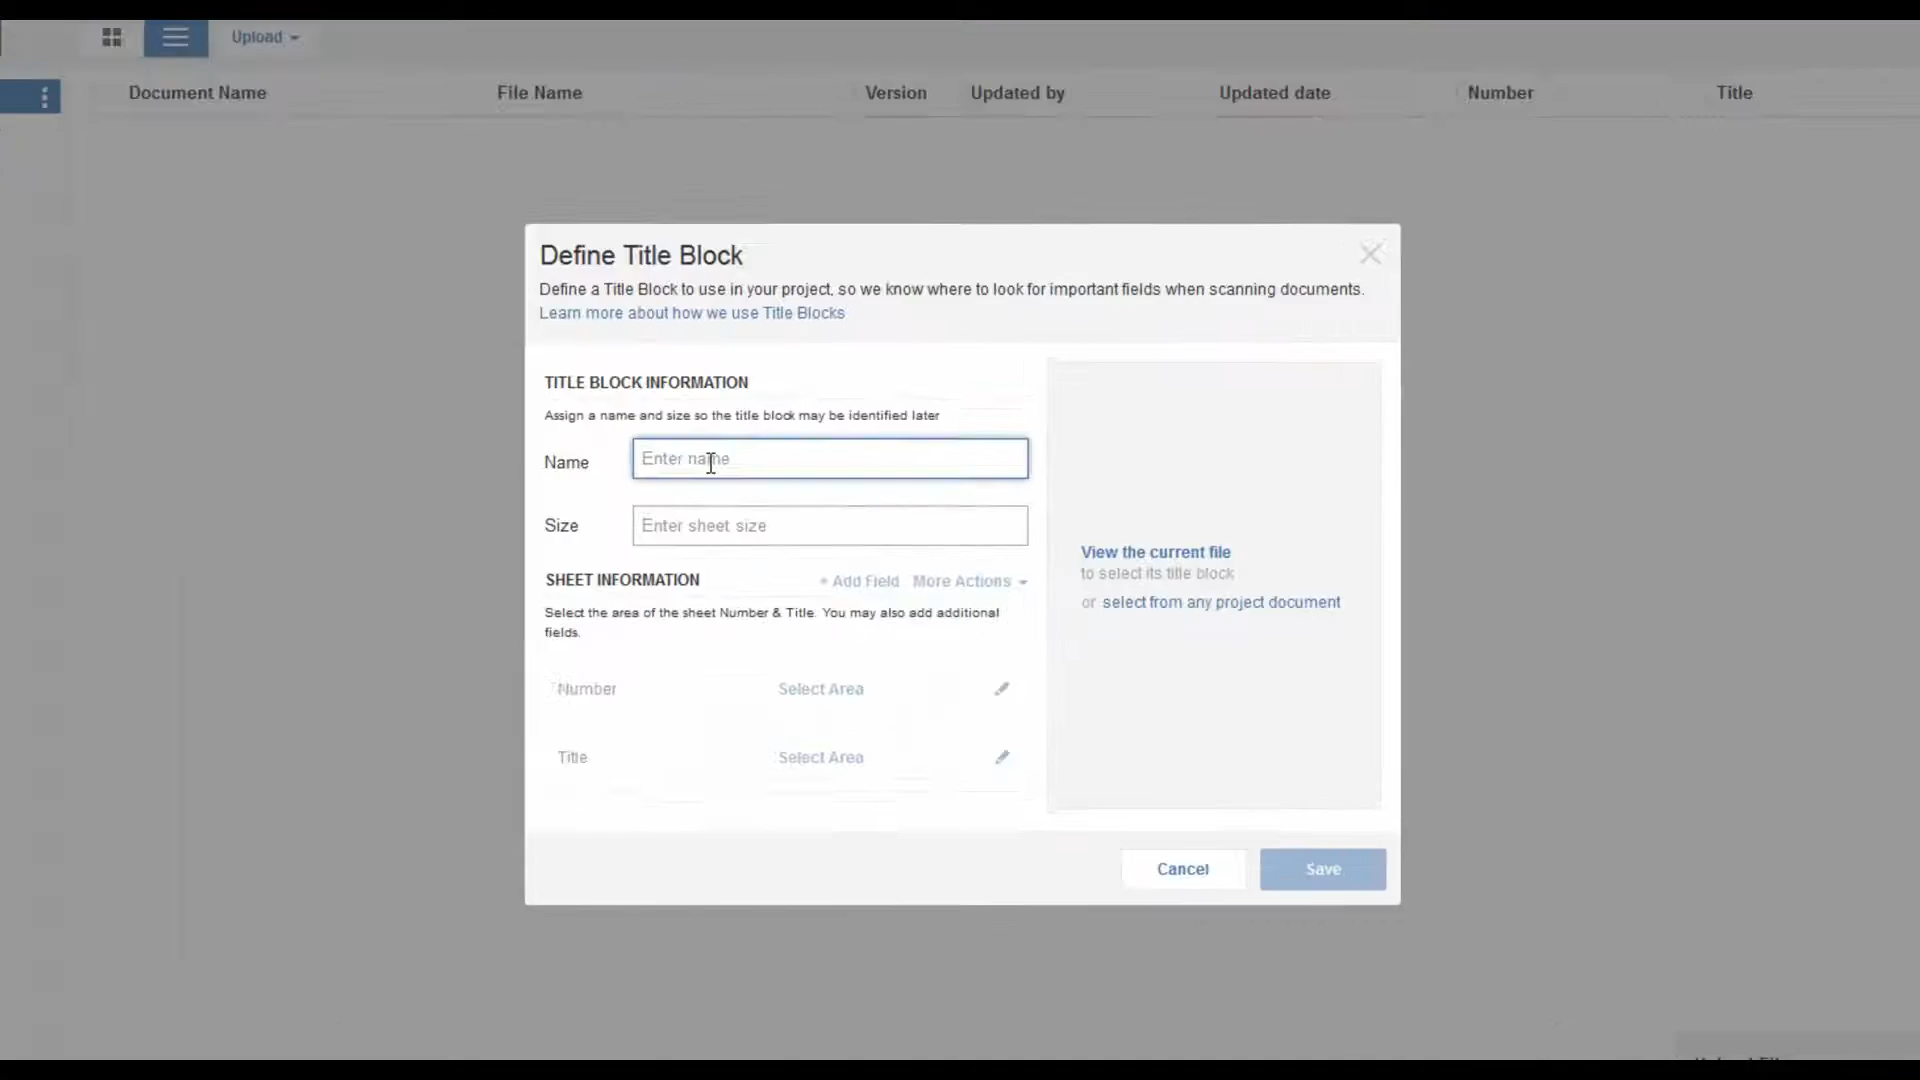 Upload
Document Name File Name Version Updated by Updated date Number Title
Define Title Block
Define a Title Block to use in your project, so we know where to look for important fields when scanning documents.
Learn more about how we use Title Blocks
TITLE BLOCK INFORMATION
Assign a name and size so the title block may be identified later
Name Enter name
Size Enter sheet size
SHEET INFORMATION + Add Field More Actions
Select the area of the sheet Number & Title. You may also add additional
fields.
Number Select Area
Title Select Area
View the current file
to select its title block
or select from any project document
Cancel Save